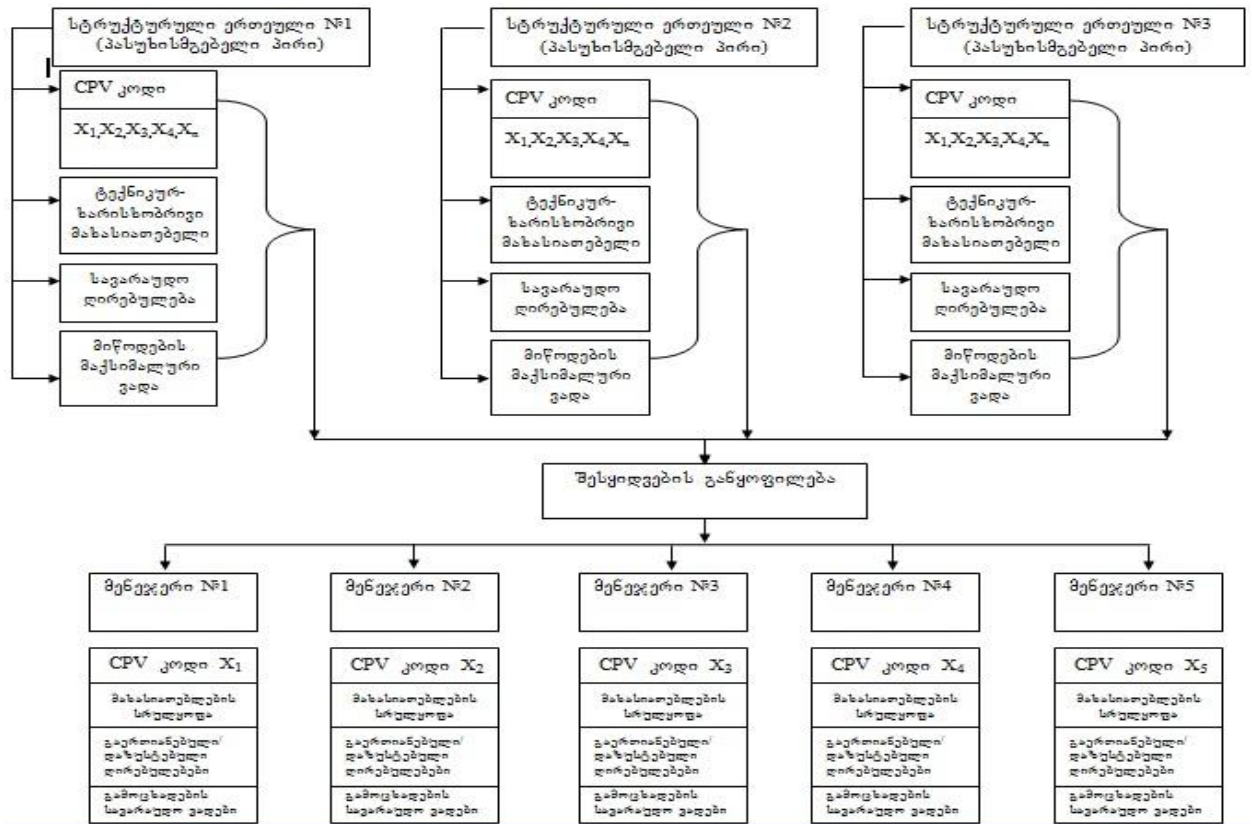 სტრუქტურული ერთეული №1
(პასუხისმგებელი პირი)
CPV კოდი
X₁,X₂,X₃,X₄,Xₙ
ტექნიკურ-
ხარისხობრივი
მახასიათებელი
სავარაუდო
ღირებულება
მიწოდების
მაქსიმალური
ვადა
სტრუქტურული ერთეული №2
(პასუხისმგებელი პირი)
CPV კოდი
X₁,X₂,X₃,X₄,Xₙ
ტექნიკურ-
ხარისხობრივი
მახასიათებელი
სავარაუდო
ღირებულება
მიწოდების
მაქსიმალური
ვადა
სტრუქტურული ერთეული №3
(პასუხისმგებელი პირი)
CPV კოდი
X₁,X₂,X₃,X₄,Xₙ
ტექნიკურ-
ხარისხობრივი
მახასიათებელი
სავარაუდო
ღირებულება
მიწოდების
მაქსიმალური
ვადა
შესყიდვების განყოფილება
მენეჯერი №1
CPV კოდი X₁
მახასიათებლების
სრულყოფა
გაერთიანებული/
დაზუსტებული
ღირებულებები
გამოცხადების
სავარაუდო ვადები
მენეჯერი №2
CPV კოდი X₂
მახასიათებლების
სრულყოფა
გაერთიანებული/
დაზუსტებული
ღირებულებები
გამოცხადების
სავარაუდო ვადები
მენეჯერი №3
CPV კოდი X₃
მახასიათებლების
სრულყოფა
გაერთიანებული/
დაზუსტებული
ღირებულებები
გამოცხადების
სავარაუდო ვადები
მენეჯერი №4
CPV კოდი X₄
მახასიათებლების
სრულყოფა
გაერთიანებული/
დაზუსტებული
ღირებულებები
გამოცხადების
სავარაუდო ვადები
მენეჯერი №5
CPV კოდი X₅
მახასიათებლების
სრულყოფა
გაერთიანებული/
დაზუსტებული
ღირებულებები
გამოცხადების
სავარაუდო ვადები